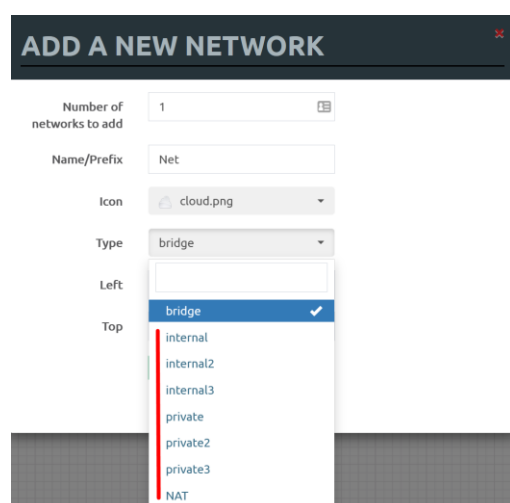 ADD A NEW NETWORK
Number of
networks to add
1
Name/Prefix
Net
Icon
cloud.png
Type
bridge
Left
bridge
Top
internal
internal2
internal3
private
private2
private3
NAT